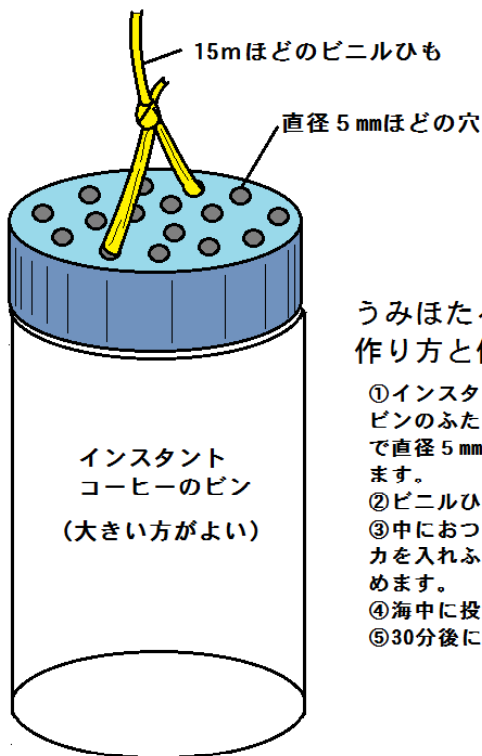 15mほどのビニルひも
直径５㎜ほどの穴
インスタント
コーヒーのビン
（大きい方がよい）
うみほた
作り方と
①インスタ
ビンのふた
で直径５㎜
ます。
②ビニルひ
③中におつ
カを入れふ
めます。
④海中に投
⑤30分後に